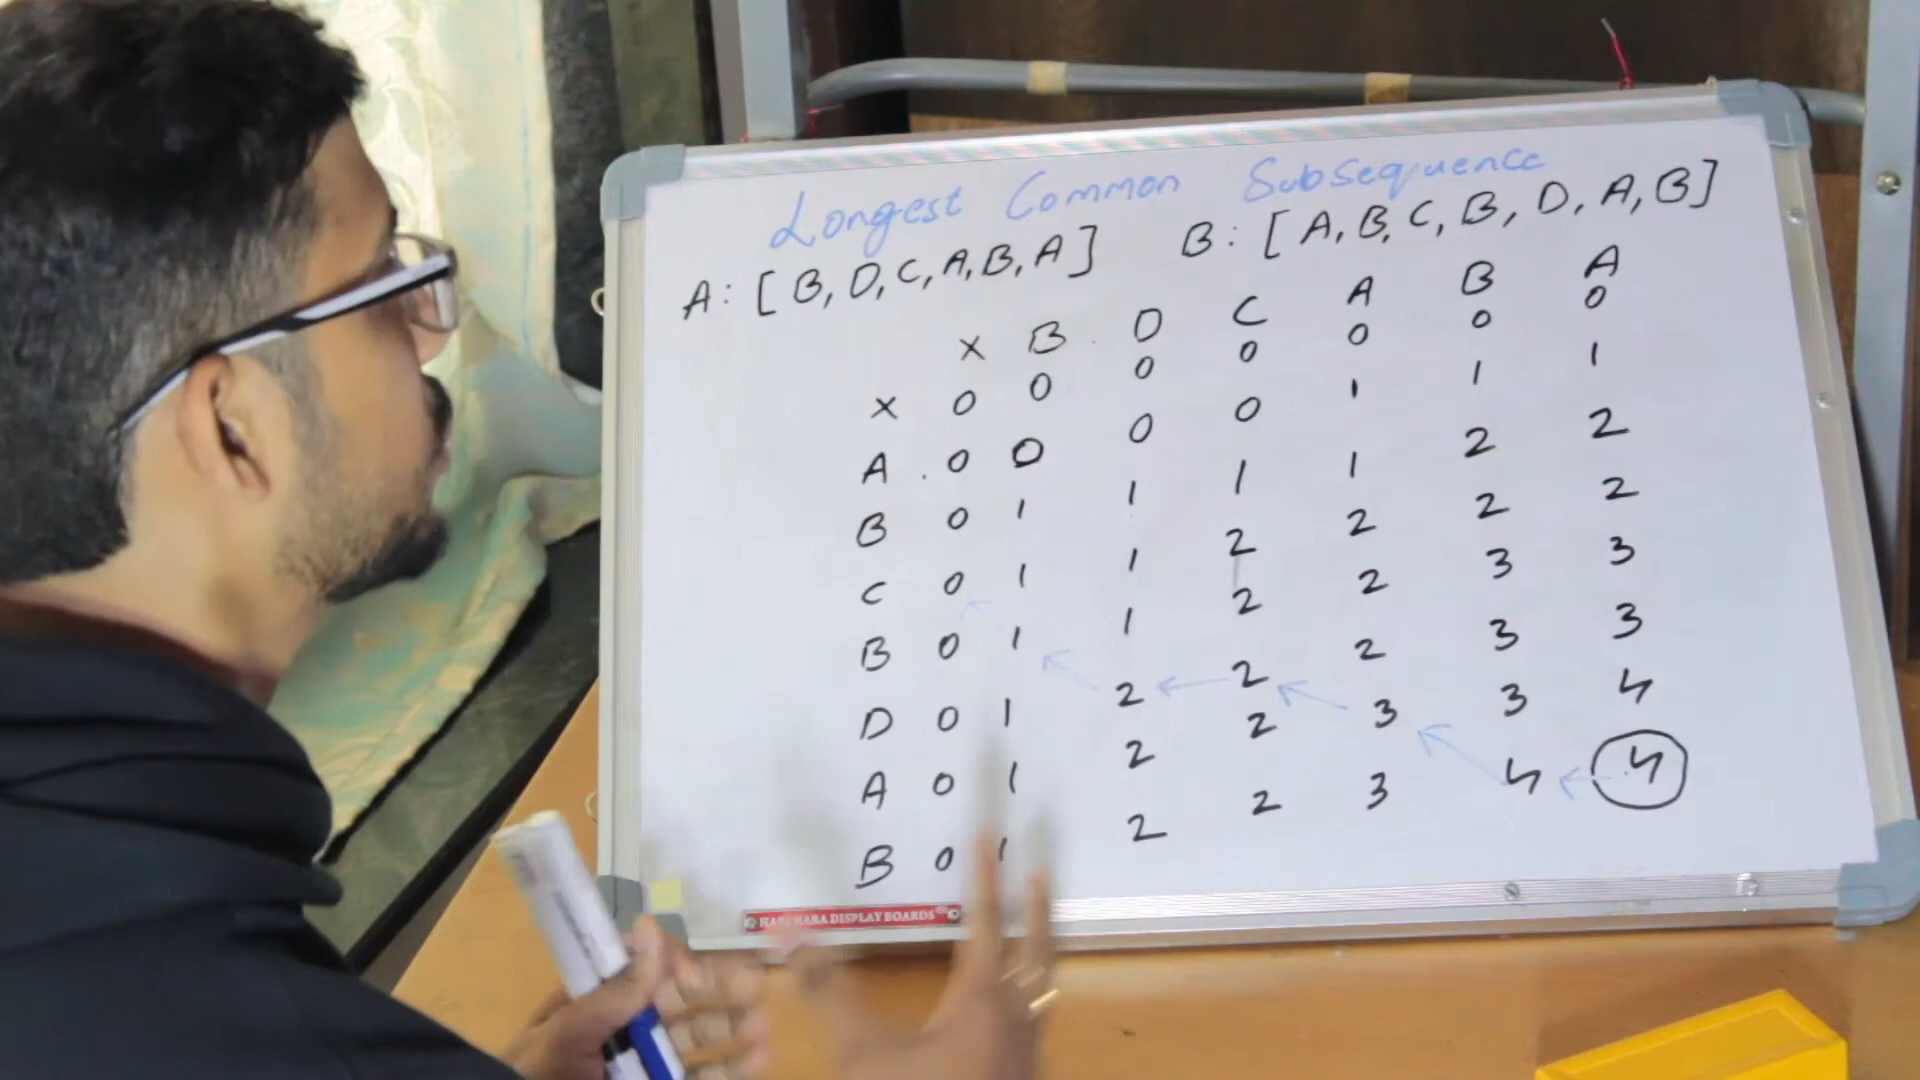 Longest Common Subsequence
A: [B, D, C, A, B, A] B: [A, B, C, B, D, A, B]
X B D C A B A
X 0 0 0 0 0 0 0
A 0 0 0 0 1 1 1
B 0 1 1 1 1 2 2
C 0 1 1 2 2 2 2
B 0 1 1 2 2 3 3
D 0 1 2 2 2 3 3
A 0 1 2 2 3 3 4
B 0 1 2 2 3 4 4
HARI HARA DISPLAY BOARDS